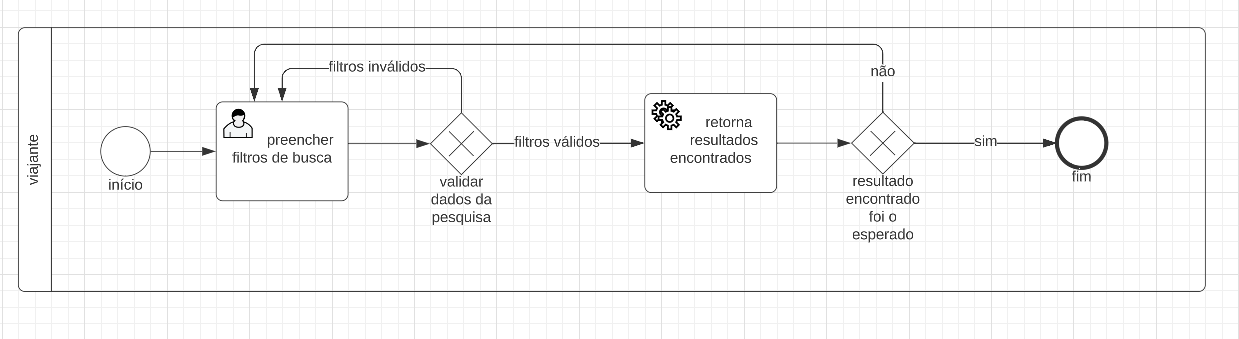 viajante
início
preencher
filtros de busca
filtros inválidos
validar
dados da
pesquisa
filtros válidos
retorna
resultados
encontrados
não
resultado
encontrado
foi o
esperado
sim
fim